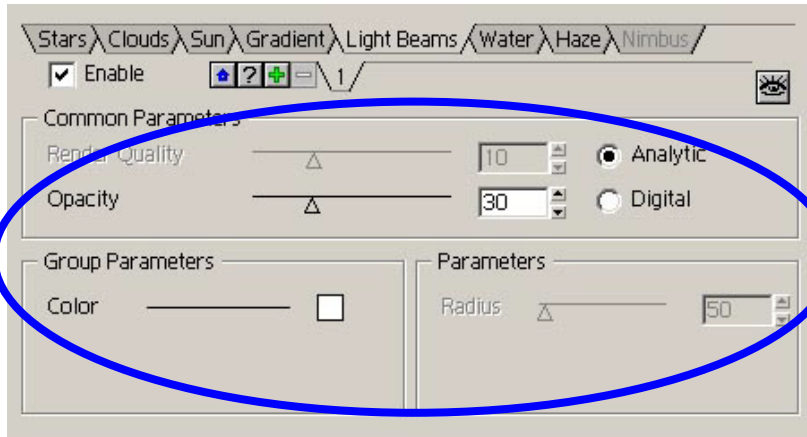 Stars Clouds Sun Gradient Light Beams Water Haze Nimbus
Enable ? 1
Common Parameters
Render Quality 10 Analytic
Opacity 30 Digital
Group Parameters Parameters
Color Radius 50